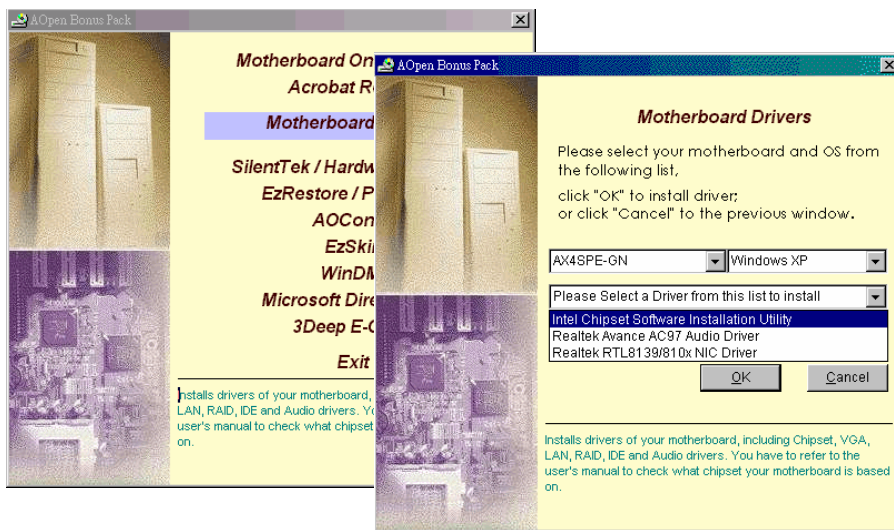 AOpen Bonus Pack
Motherboard On
Acrobat R
Motherboard
SilentTek / Hardw
EzRestore / P
AOCon
EzSki
WinDM
Microsoft Dire
3Deep E-C
Exit
Installs drivers of your motherboard,
LAN, RAID, IDE and Audio drivers. Yo
user's manual to check what chipset
on.
AOpen Bonus Pack
Motherboard Drivers
Please select your motherboard and OS from
the following list,
click "OK" to install driver;
or click "Cancel" to the previous window.
AX4SPE-GN
Windows XP
Please Select a Driver from this list to install
Intel Chipset Software Installation Utility
Realtek Avance AC97 Audio Driver
Realtek RTL8139/810x NIC Driver
OK
Cancel
Installs drivers of your motherboard, including Chipset, VGA,
LAN, RAID, IDE and Audio drivers. You have to refer to the
user's manual to check what chipset your motherboard is based
on.